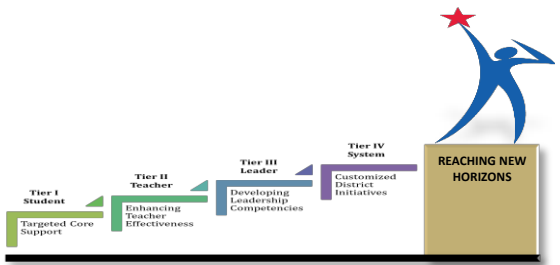 Tier I
Student
Targeted Core
Support
Tier II
Teacher
Enhancing
Teacher
Effectiveness
Tier III
Leader
Developing
Leadership
Competencies
Tier IV
System
Customized
District
Initiatives
REACHING NEW
HORIZONS